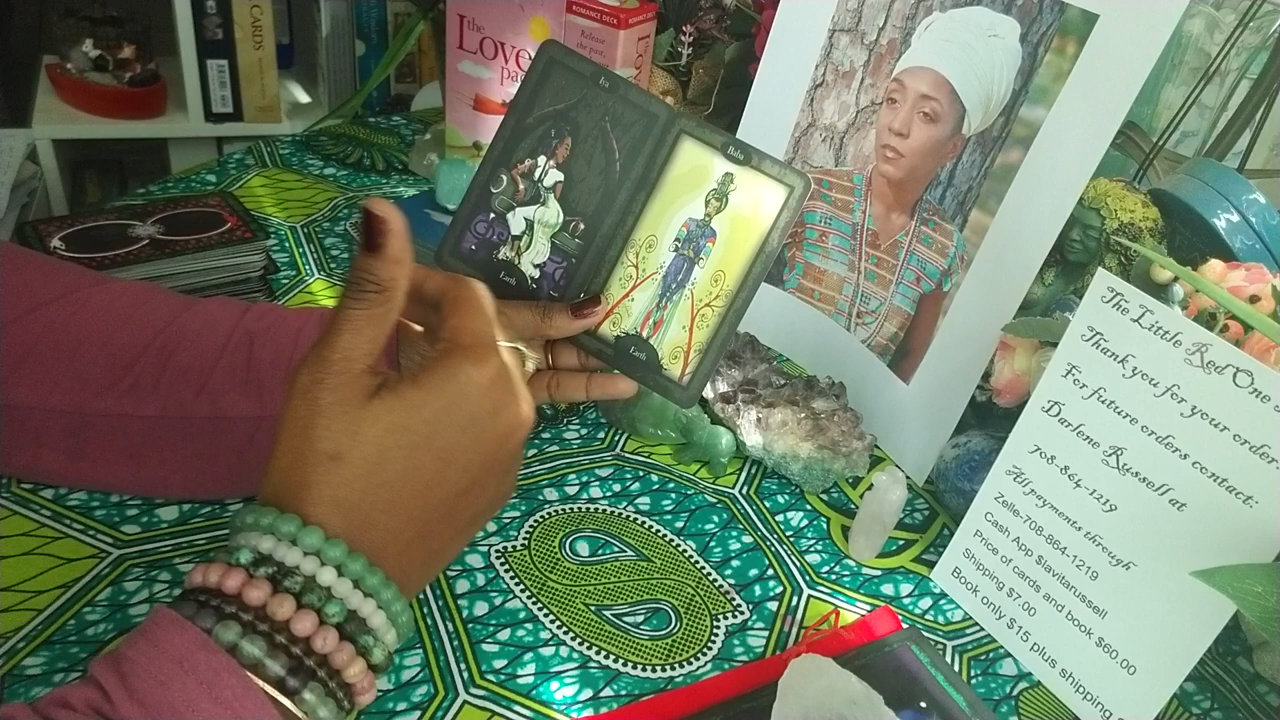 CARDS
the
Love
pa
ROMANCE DECK
Release
the past,
Iya
Earth
Baba
Earth
The Little Red One
Thank you for your order
For future orders contact:
Darlene Russell at
708-864-1219
All payments through
Zelle-708-864-1219
Cash App $lavitarussell
Price of cards and book $60.00
Shipping $7.00
Book only $15 plus shipping